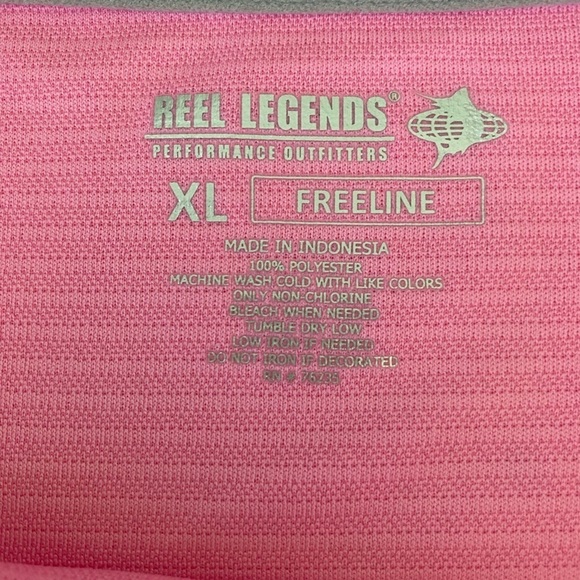 REEL LEGENDS®
PERFORMANCE OUTFITTERS
XL FREELINE
MADE IN INDONESIA
100% POLYESTER
MACHINE WASH COLD WITH LIKE COLORS
ONLY NON-CHLORINE
BLEACH WHEN NEEDED
TUMBLE DRY LOW
LOW IRON IF NEEDED
DO NOT IRON IF DECORATED
RN #